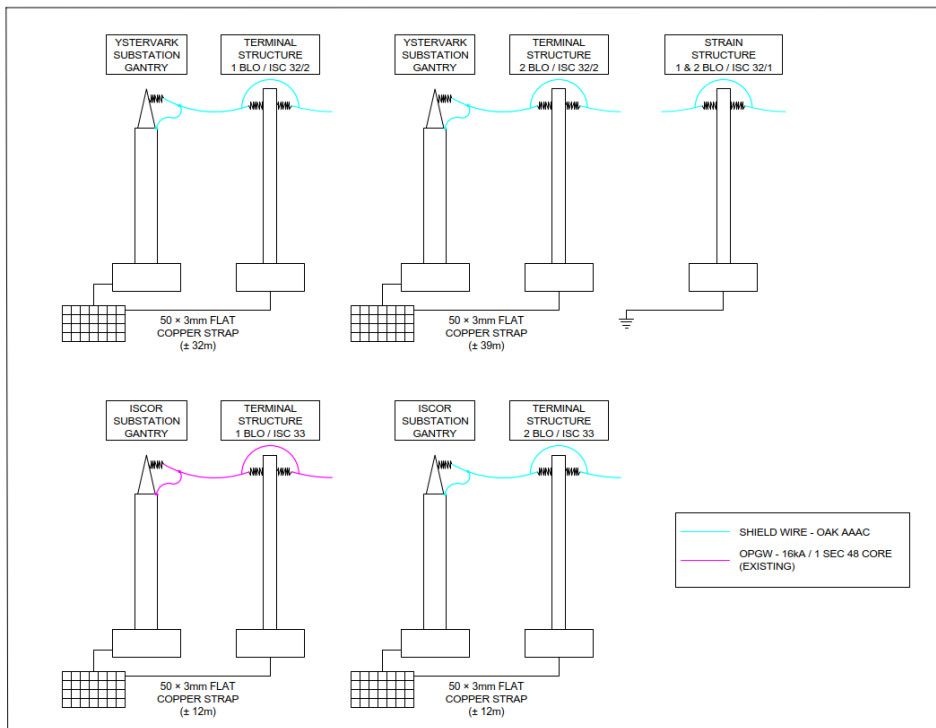 YSTERVARK
SUBSTATION
GANTRY
TERMINAL
STRUCTURE
1 BLO / ISC 32/2
YSTERVARK
SUBSTATION
GANTRY
TERMINAL
STRUCTURE
2 BLO / ISC 32/2
STRAIN
STRUCTURE
1 & 2 BLO / ISC 32/1
50 × 3mm FLAT
COPPER STRAP
(± 32m)
50 × 3mm FLAT
COPPER STRAP
(± 39m)
ISCOR
SUBSTATION
GANTRY
TERMINAL
STRUCTURE
1 BLO / ISC 33
ISCOR
SUBSTATION
GANTRY
TERMINAL
STRUCTURE
2 BLO / ISC 33
SHIELD WIRE - OAK AAAC
OPGW - 16kA / 1 SEC 48 CORE
(EXISTING)
50 × 3mm FLAT
COPPER STRAP
(± 12m)
50 × 3mm FLAT
COPPER STRAP
(± 12m)